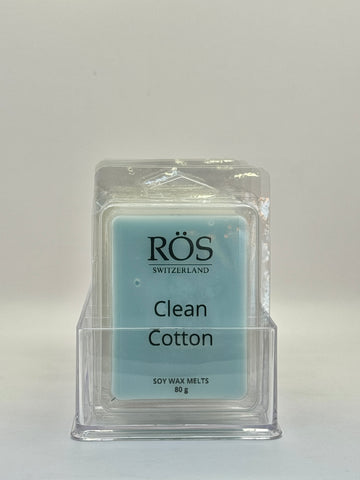 RÖS
SWITZERLAND
Clean
Cotton
SOY WAX MELTS
80 g